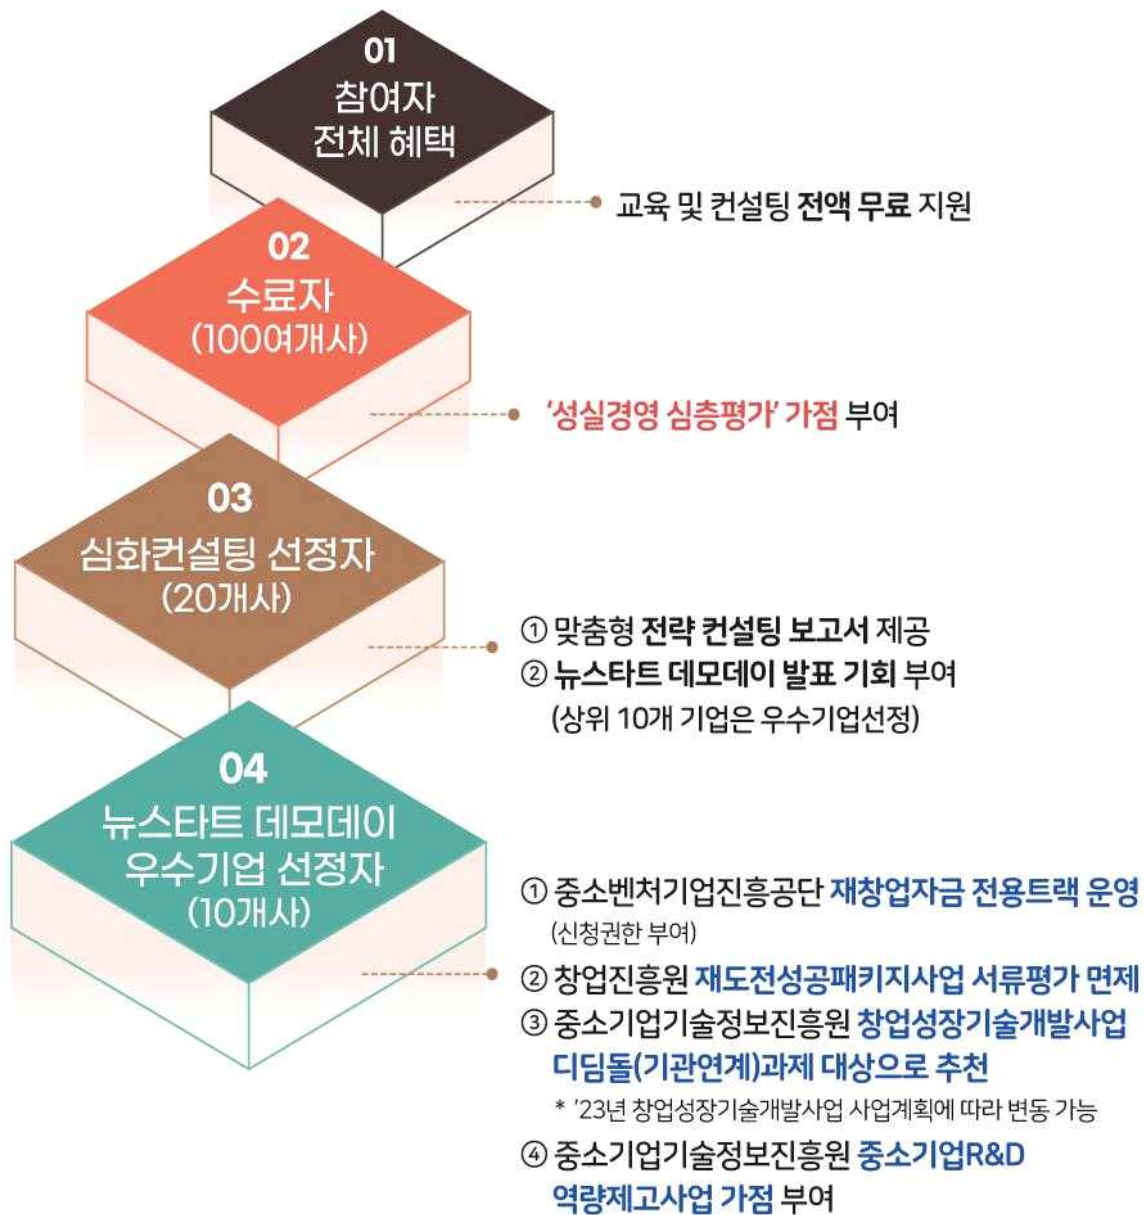 01
참여자
전체 혜택
교육 및 컨설팅 전액 무료 지원
02
수료자
(100여개사)
'성실경영 심층평가' 가점 부여
03
심화컨설팅 선정자
(20개사)
① 맞춤형 전략 컨설팅 보고서 제공
② 뉴스타트 데모데이 발표 기회 부여
(상위 10개 기업은 우수기업선정)
04
뉴스타트 데모데이
우수기업 선정자
(10개사)
① 중소벤처기업진흥공단 재창업자금 전용트랙 운영
(신청권한 부여)
② 창업진흥원 재도전성공패키지사업 서류평가 면제
③ 중소기업기술정보진흥원 창업성장기술개발사업
디딤돌(기관연계)과제 대상으로 추천
* '23년 창업성장기술개발사업 사업계획에 따라 변동 가능
④ 중소기업기술정보진흥원 중소기업R&D
역량제고사업 가점 부여